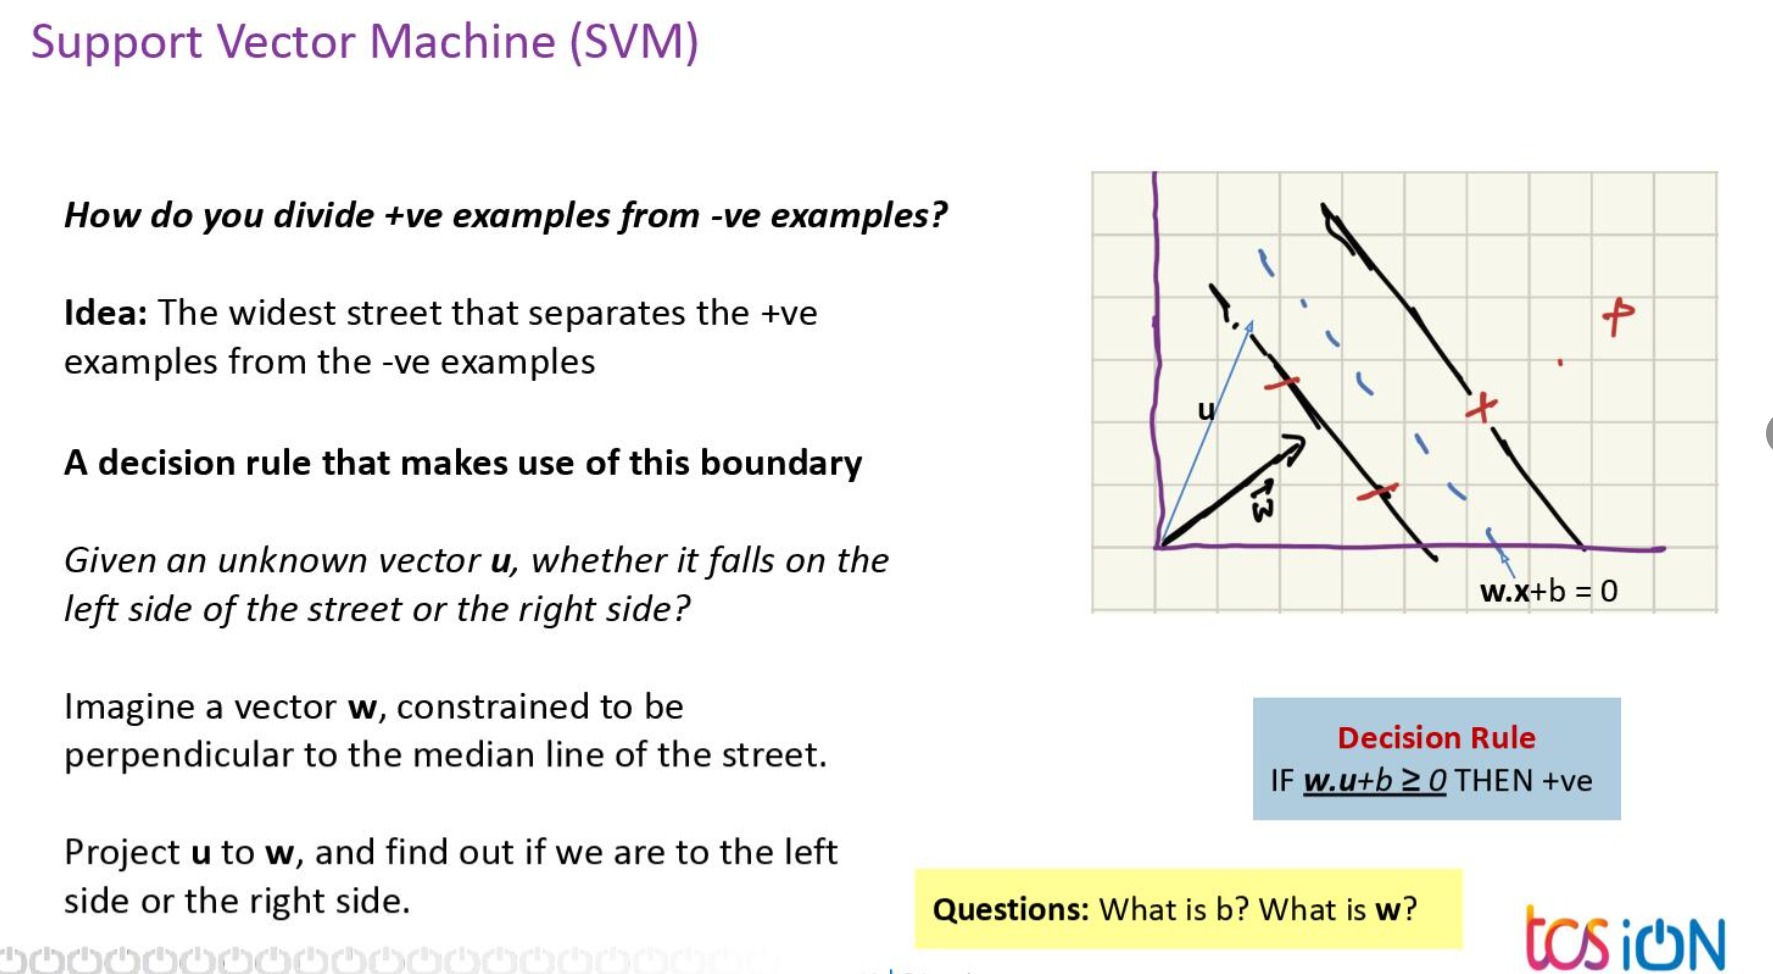 Support Vector Machine (SVM)
How do you divide +ve examples from -ve examples?
Idea: The widest street that separates the +ve
examples from the -ve examples
A decision rule that makes use of this boundary
Given an unknown vector u, whether it falls on the
left side of the street or the right side?
Imagine a vector w, constrained to be
perpendicular to the median line of the street.
Project u to w, and find out if we are to the left
side or the right side.
u
w
w.x+b = 0
Decision Rule
IF w.u+b ≥ 0 THEN +ve
Questions: What is b? What is w?
tcs iON